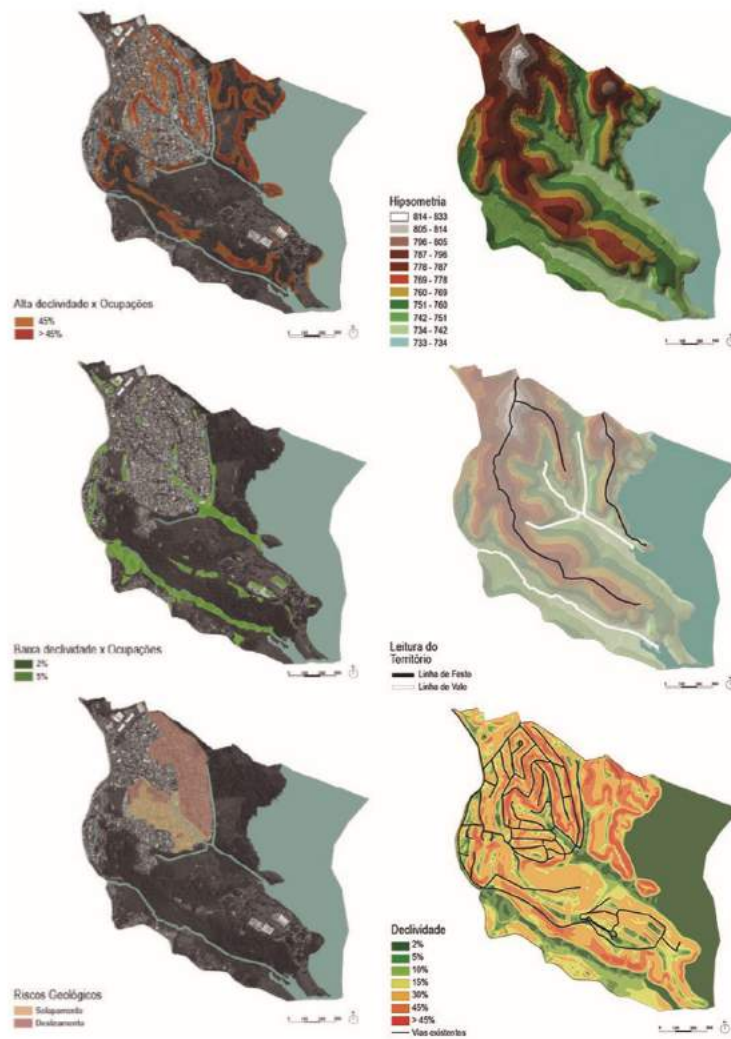 Alta declividade x Ocupações
45%
> 45%
Hipsometria
814 - 833
805 - 814
796 - 805
787 - 796
778 - 787
769 - 778
760 - 769
751 - 760
742 - 751
734 - 742
733 - 734
Baixa declividade x Ocupações
2%
5%
Leitura do
Território
Linha de Festo
Linha de Vale
Riscos Geológicos
Solapamento
Deslizamento
Declividade
2%
5%
10%
15%
30%
45%
> 45%
Vias existentes